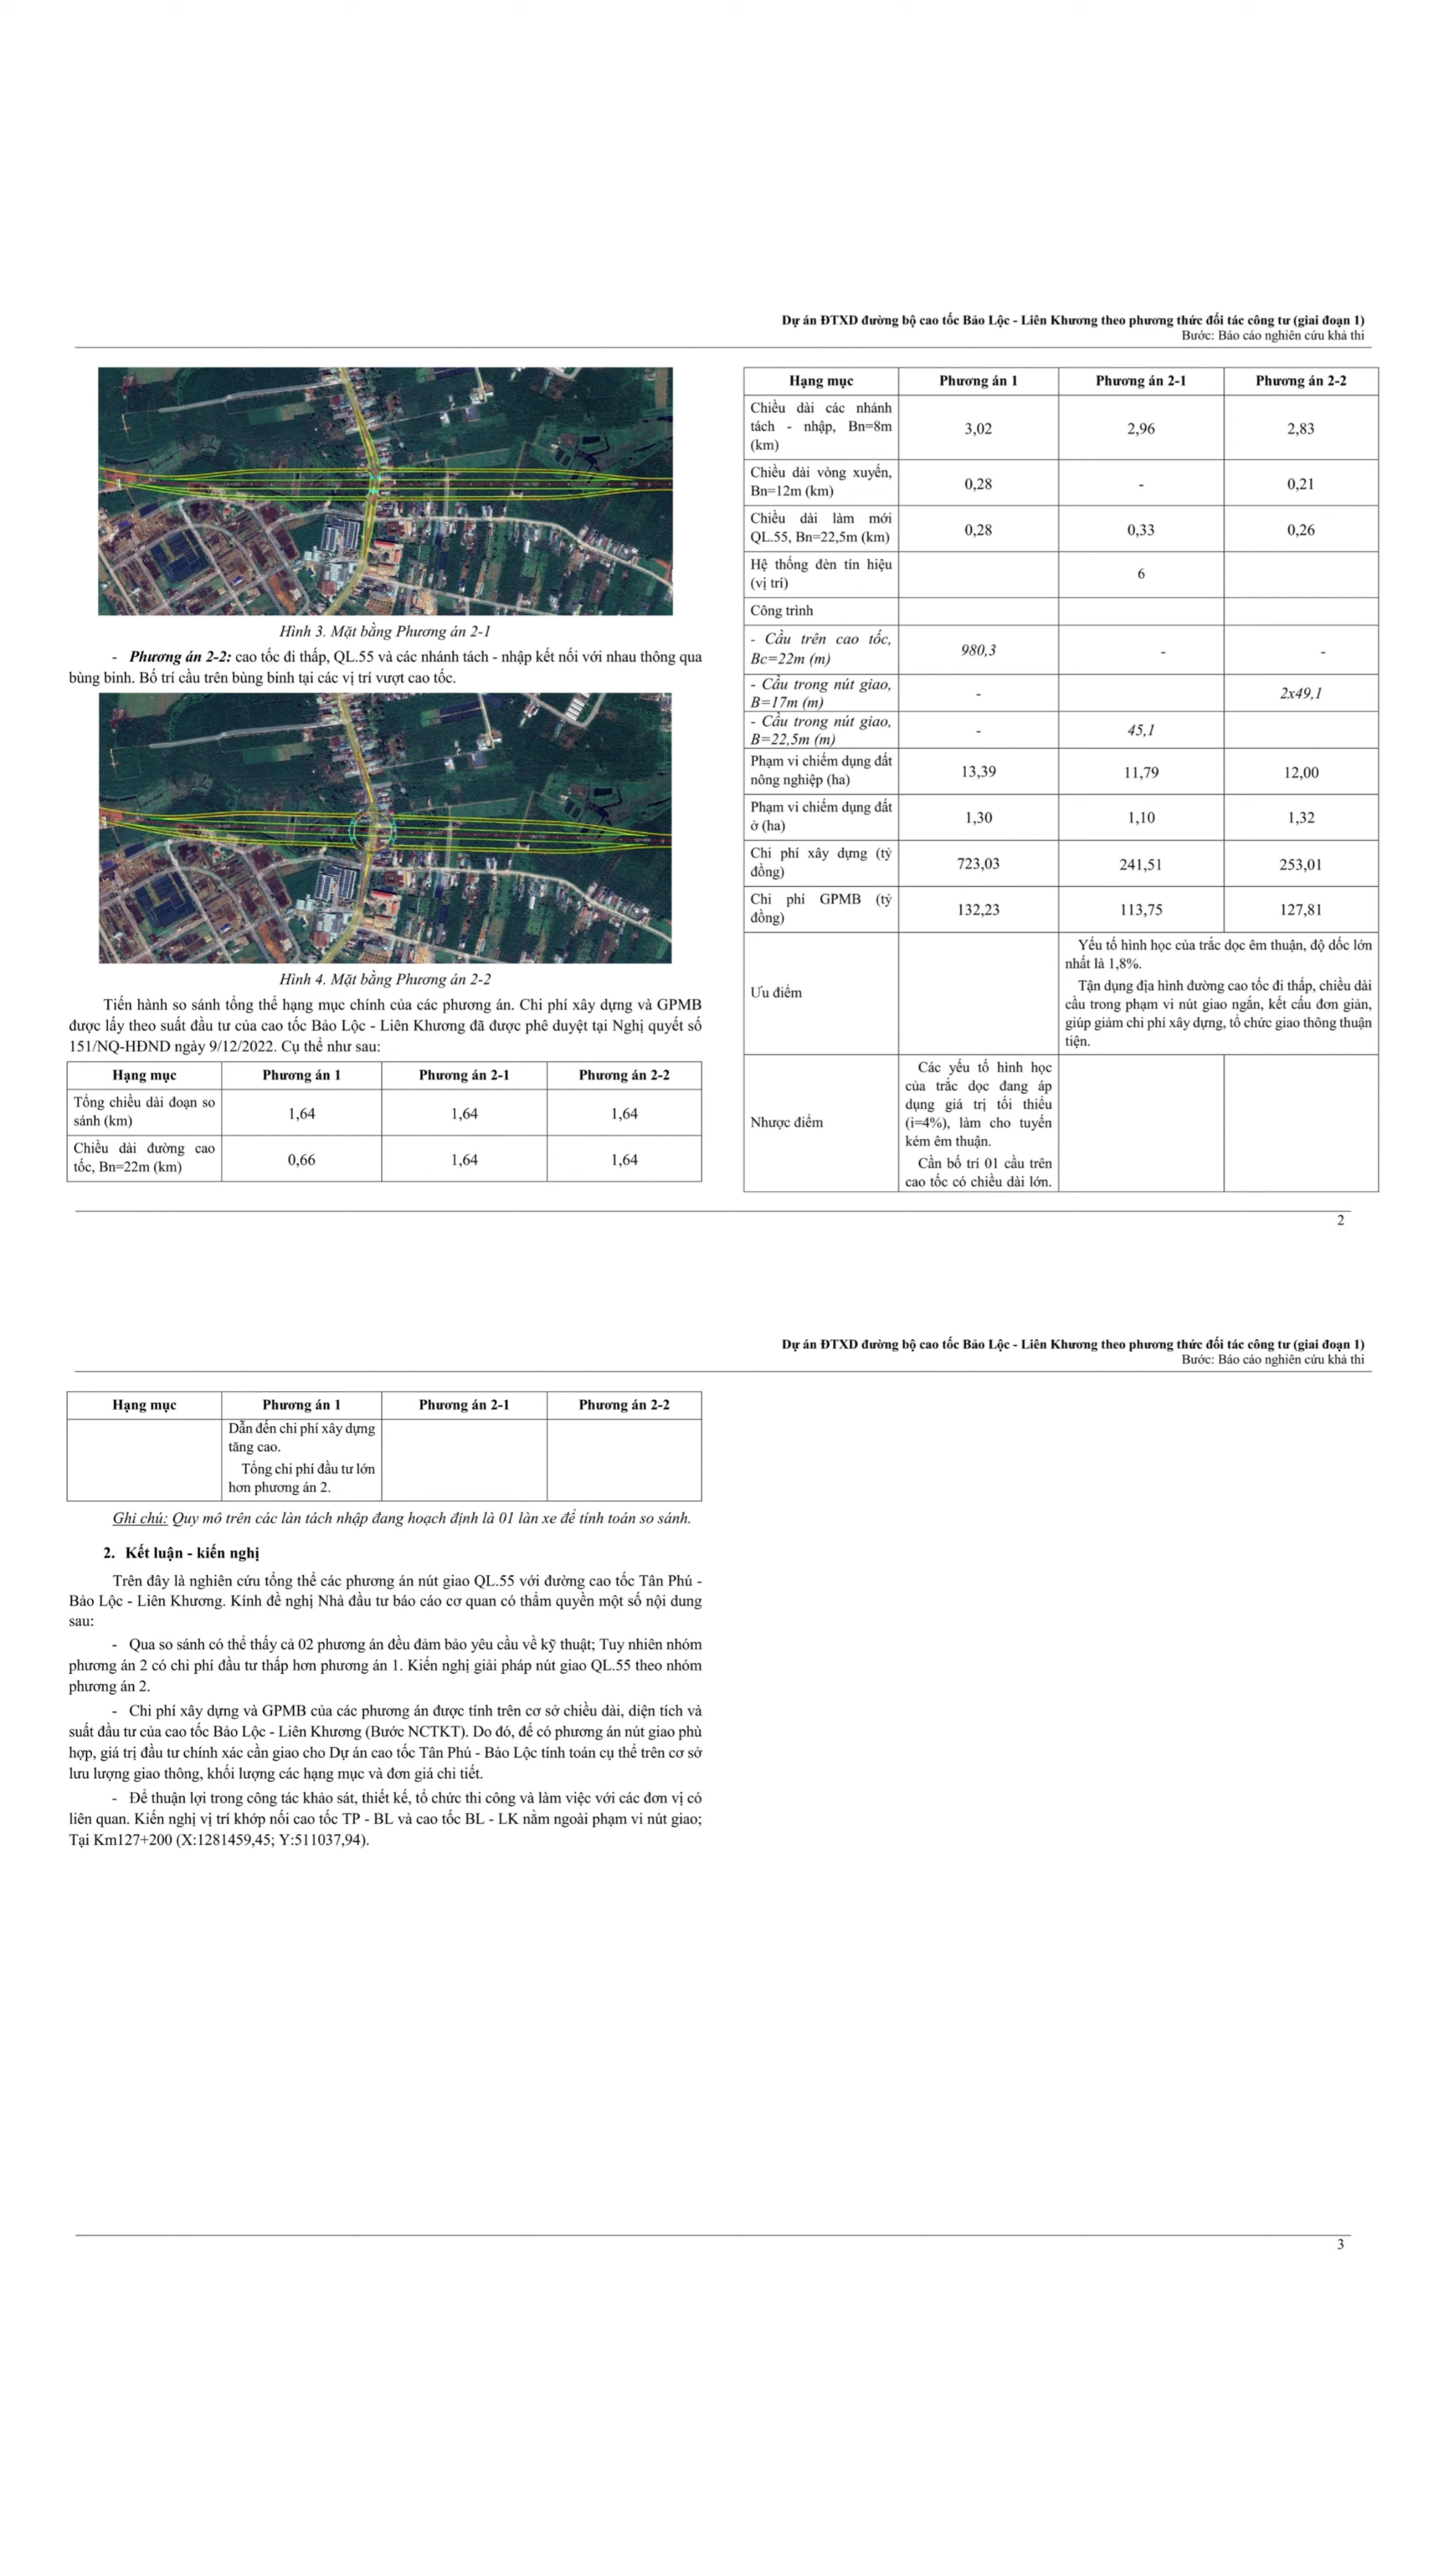 Dự án ĐTXD đường bộ cao tốc Bảo Lộc - Liên Khương theo phương thức đối tác công tư (giai đoạn 1)
Bước: Báo cáo nghiên cứu khả thi
Hình 3. Mặt bằng Phương án 2-1
- Phương án 2-2: cao tốc đi thấp, QL.55 và các nhánh tách - nhập kết nối với nhau thông qua
bùng binh. Bố trí cầu trên bùng binh tại các vị trí vượt cao tốc.
Hình 4. Mặt bằng Phương án 2-2
Tiến hành so sánh tổng thể hạng mục chính của các phương án. Chi phí xây dựng và GPMB
được lấy theo suất đầu tư của cao tốc Bảo Lộc - Liên Khương đã được phê duyệt tại Nghị quyết số
151/NQ-HĐND ngày 9/12/2022. Cụ thể như sau:
Hạng mục Phương án 1 Phương án 2-1 Phương án 2-2
Tổng chiều dài đoạn so
sánh (km) 1,64 1,64 1,64
Chiều dài đường cao
tốc, Bn=22m (km) 0,66 1,64 1,64
Hạng mục Phương án 1 Phương án 2-1 Phương án 2-2
Chiều dài các nhánh
tách - nhập, Bn=8m 3,02 2,96 2,83
(km)
Chiều dài vòng xuyến,
Bn=12m (km) 0,28 - 0,21
Chiều dài làm mới
QL.55, Bn=22,5m (km) 0,28 0,33 0,26
Hệ thống đèn tín hiệu
(vị trí) 6
Công trình
- Cầu trên cao tốc,
Bc=22m (m) 980,3 - -
- Cầu trong nút giao,
B=17m (m) - 2x49,1
- Cầu trong nút giao,
B=22,5m (m) - 45,1
Phạm vi chiếm dụng đất
nông nghiệp (ha) 13,39 11,79 12,00
Phạm vi chiếm dụng đất
ở (ha) 1,30 1,10 1,32
Chi phí xây dựng (tỷ
đồng) 723,03 241,51 253,01
Chi phí GPMB (tỷ
đồng) 132,23 113,75 127,81
Ưu điểm
Yếu tố hình học của trắc dọc êm thuận, độ dốc lớn
nhất là 1,8%.
Tận dụng địa hình đường cao tốc đi thấp, chiều dài
cầu trong phạm vi nút giao ngắn, kết cấu đơn giản,
giúp giảm chi phí xây dựng, tổ chức giao thông thuận
tiện.
Nhược điểm
Các yếu tố hình học
của trắc dọc đang áp
dụng giá trị tối thiểu
(i=4%), làm cho tuyến
kém êm thuận.
Cần bố trí 01 cầu trên
cao tốc có chiều dài lớn.
2
Dự án ĐTXD đường bộ cao tốc Bảo Lộc - Liên Khương theo phương thức đối tác công tư (giai đoạn 1)
Bước: Báo cáo nghiên cứu khả thi
Hạng mục Phương án 1 Phương án 2-1 Phương án 2-2
Dẫn đến chi phí xây dựng
tăng cao.
Tổng chi phí đầu tư lớn
hơn phương án 2.
Ghi chú: Quy mô trên các làn tách nhập đang hoạch định là 01 làn xe để tính toán so sánh.
2. Kết luận - kiến nghị
Trên đây là nghiên cứu tổng thể các phương án nút giao QL.55 với đường cao tốc Tân Phú -
Bảo Lộc - Liên Khương. Kính đề nghị Nhà đầu tư báo cáo cơ quan có thẩm quyền một số nội dung
sau:
- Qua so sánh có thể thấy cả 02 phương án đều đảm bảo yêu cầu về kỹ thuật; Tuy nhiên nhóm
phương án 2 có chi phí đầu tư thấp hơn phương án 1. Kiến nghị giải pháp nút giao QL.55 theo nhóm
phương án 2.
- Chi phí xây dựng và GPMB của các phương án được tính trên cơ sở chiều dài, diện tích và
suất đầu tư của cao tốc Bảo Lộc - Liên Khương (Bước NCTKT). Do đó, để có phương án nút giao phù
hợp, giá trị đầu tư chính xác cần giao cho Dự án cao tốc Tân Phú - Bảo Lộc tính toán cụ thể trên cơ sở
lưu lượng giao thông, khối lượng các hạng mục và đơn giá chi tiết.
- Để thuận lợi trong công tác khảo sát, thiết kế, tổ chức thi công và làm việc với các đơn vị có
liên quan. Kiến nghị vị trí khớp nối cao tốc TP - BL và cao tốc BL - LK nằm ngoài phạm vi nút giao;
Tại Km127+200 (X:1281459,45; Y:511037,94).
3